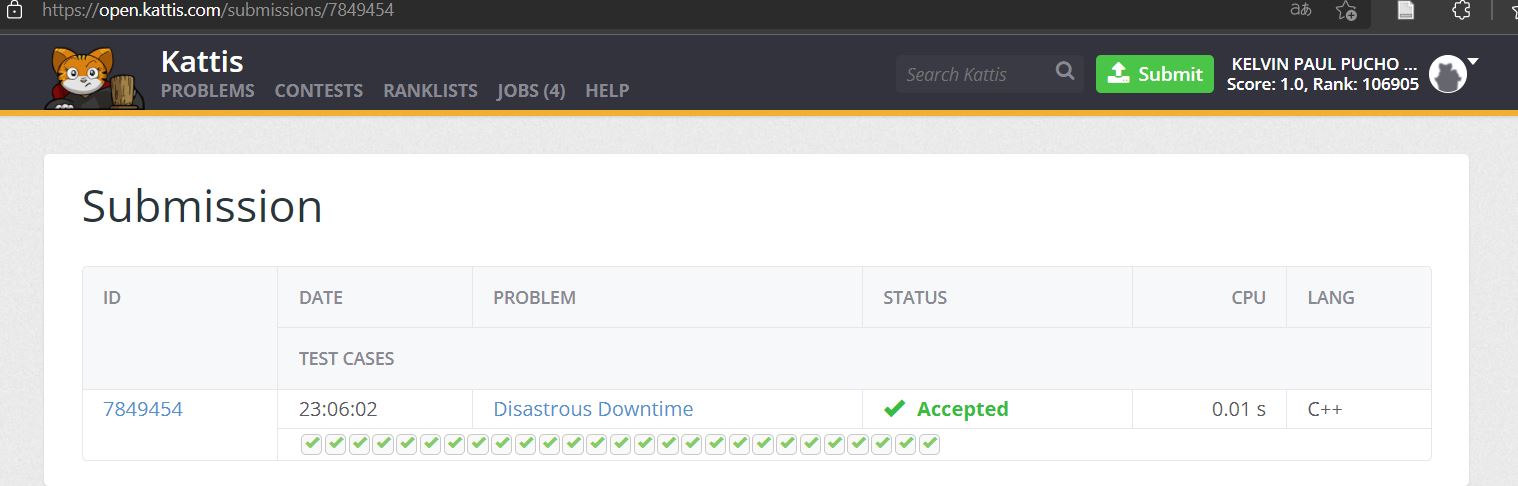 https://open.kattis.com/submissions/7849454
Kattis
PROBLEMS CONTESTS RANKLISTS JOBS (4) HELP
Search Kattis
Submit
KELVIN PAUL PUCHO ...
Score: 1.0, Rank: 106905
Submission
ID DATE PROBLEM STATUS CPU LANG
TEST CASES
7849454 23:06:02 Disastrous Downtime Accepted 0.01 s C++